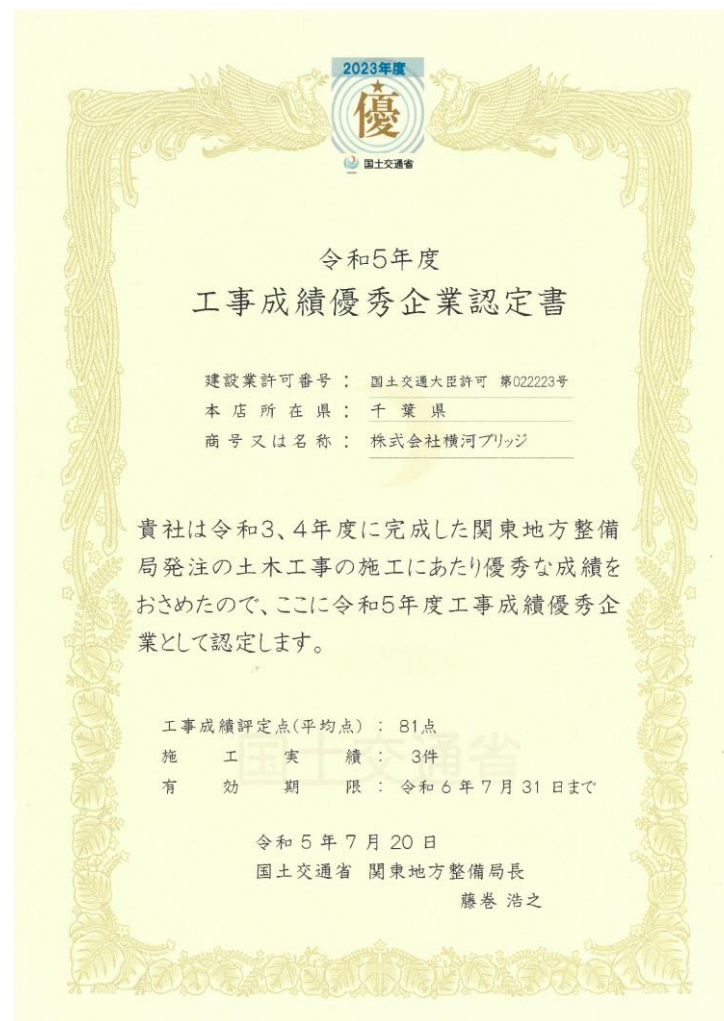 2023年度
優
国土交通省
令和5年度
工事成績優秀企業認定書
建設業許可番号： 国土交通大臣許可 第022223号
本店所在県： 千葉県
商号又は名称： 株式会社横河ブリッジ
貴社は令和3、4年度に完成した関東地方整備
局発注の土木工事の施工にあたり優秀な成績を
おさめたので、ここに令和5年度工事成績優秀企
業として認定します。
工事成績評定点(平均点)： 81点
施工実績： 3件
国土交通省
有効期限： 令和6年7月31日まで
令和5年7月20日
国土交通省 関東地方整備局長
藤巻 浩之